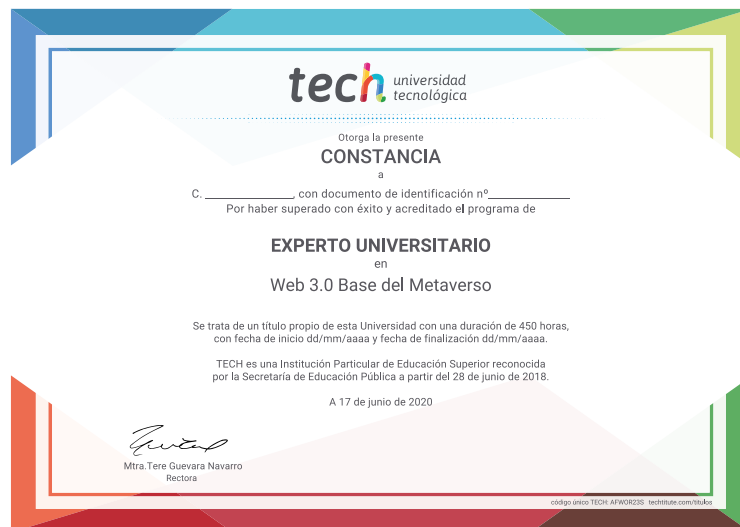 tech universidad
tecnológica
Otorga la presente
CONSTANCIA
a
C. ______________, con documento de identificación nº______________
Por haber superado con éxito y acreditado el programa de
EXPERTO UNIVERSITARIO
en
Web 3.0 Base del Metaverso
Se trata de un título propio de esta Universidad con una duración de 450 horas,
con fecha de inicio dd/mm/aaaa y fecha de finalización dd/mm/aaaa.
TECH es una Institución Particular de Educación Superior reconocida
por la Secretaría de Educación Pública a partir del 28 de junio de 2018.
A 17 de junio de 2020
Mtra.Tere Guevara Navarro
Rectora
código único TECH: AFWOR23S techtitute.com/titulos